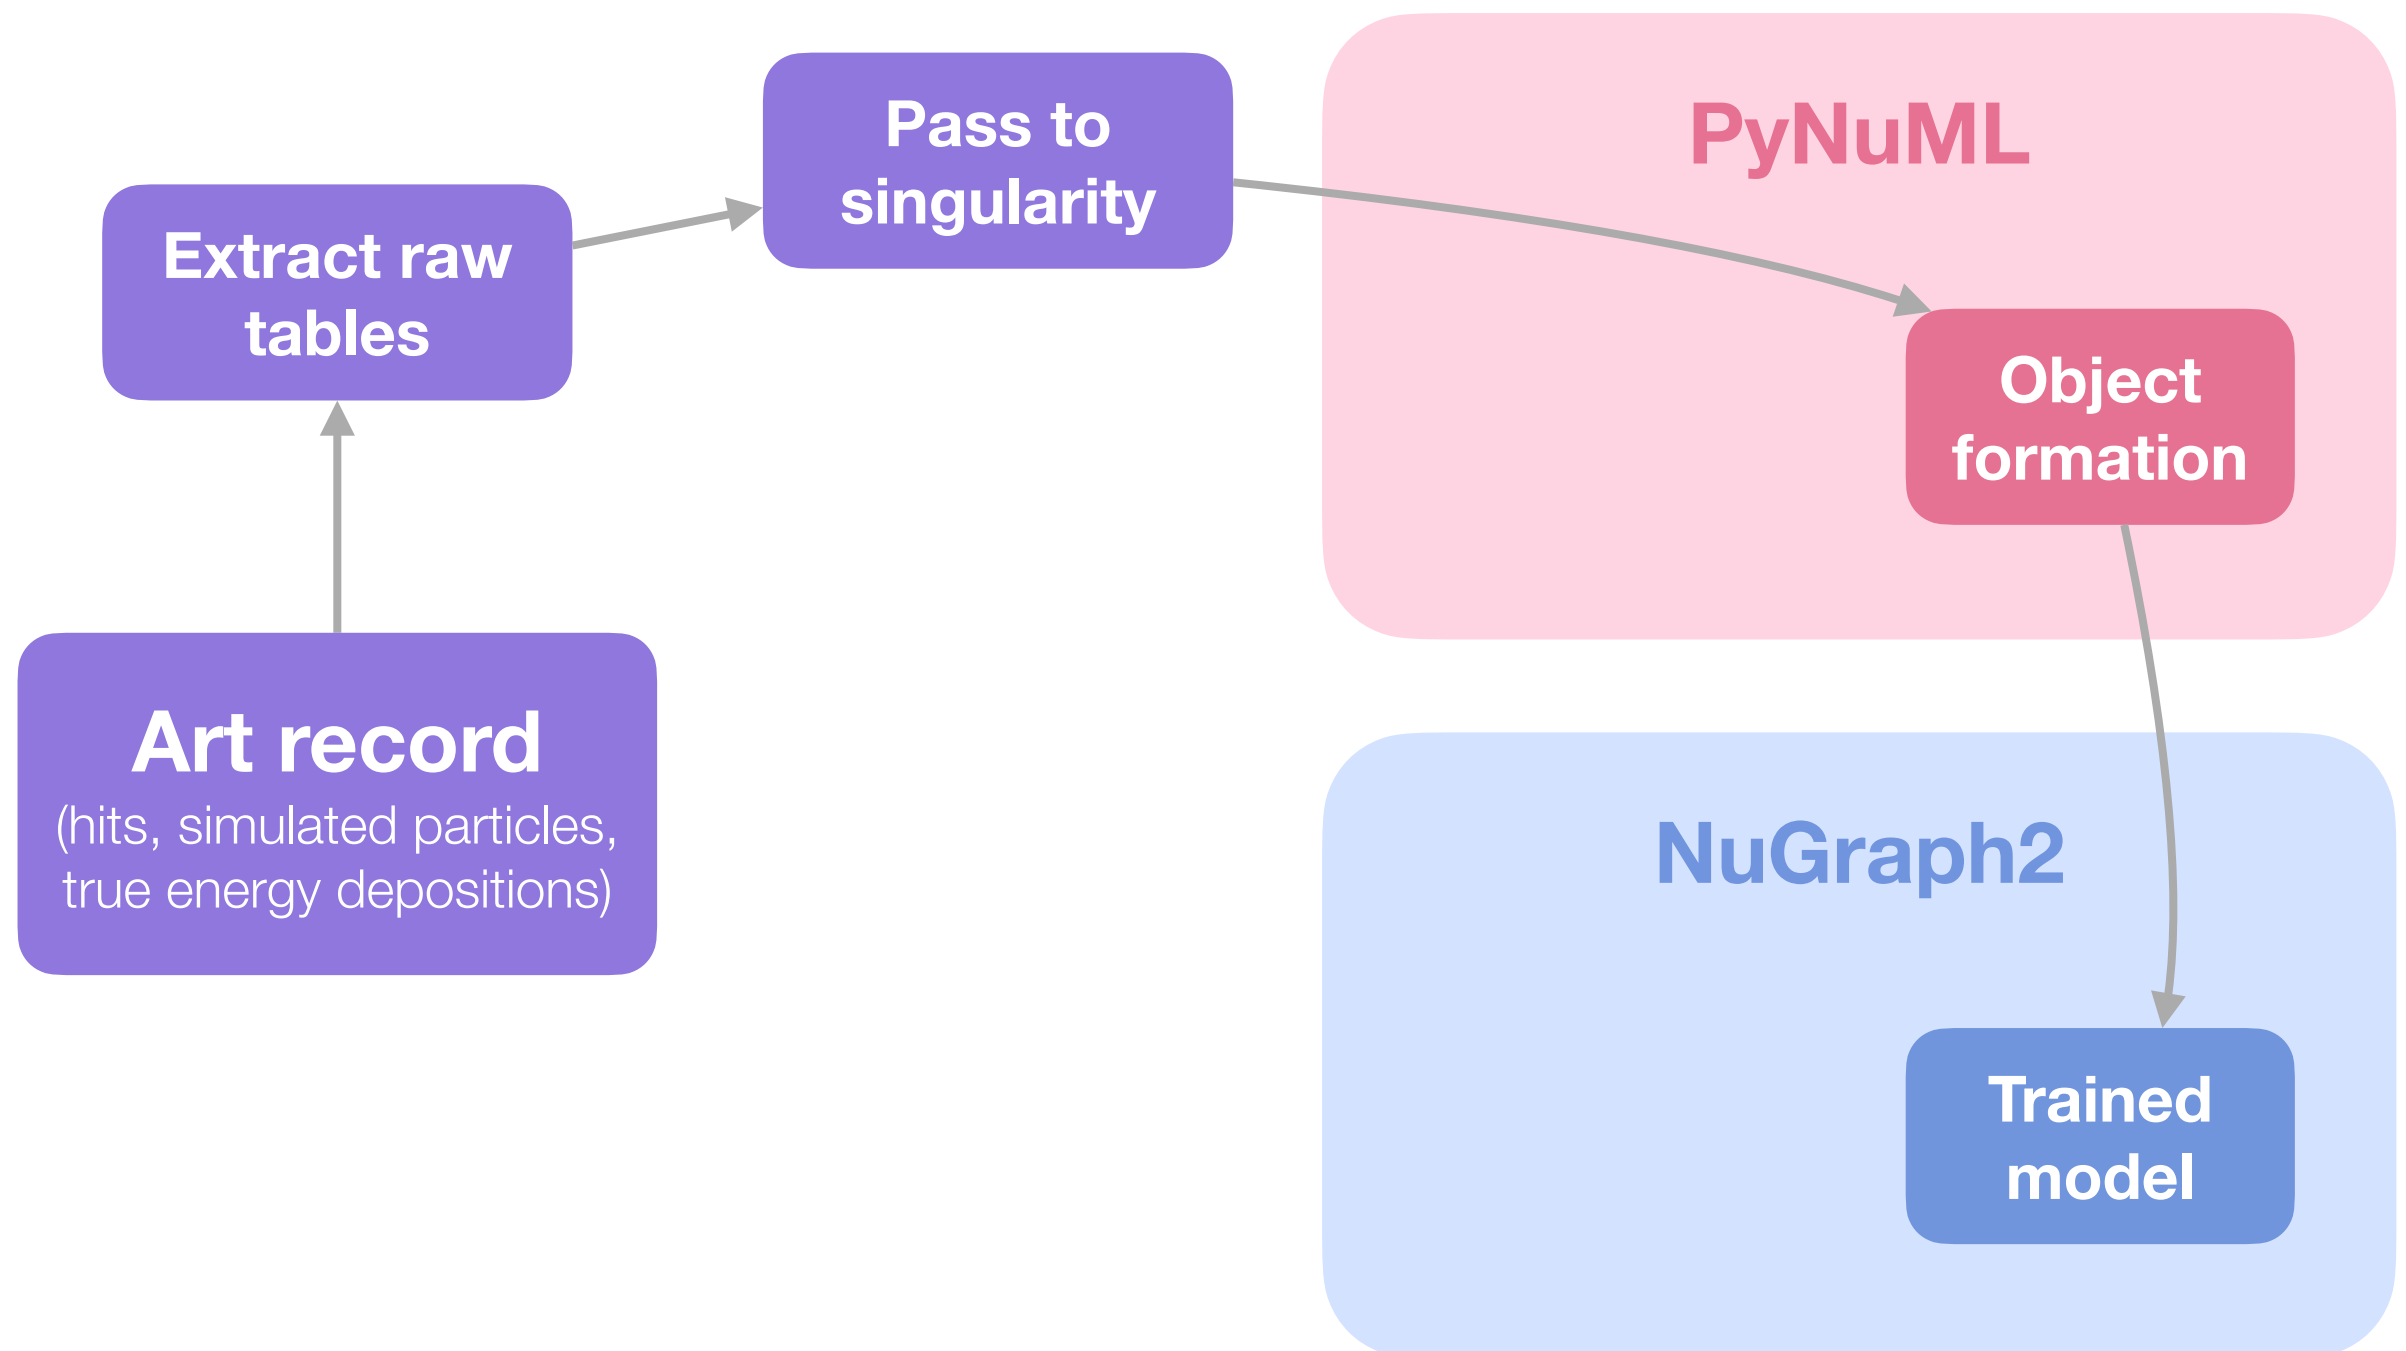 Art record
(hits, simulated particles,
true energy depositions)
Extract raw
tables
Pass to
singularity
PyNuML
Object
formation
NuGraph2
Trained
model